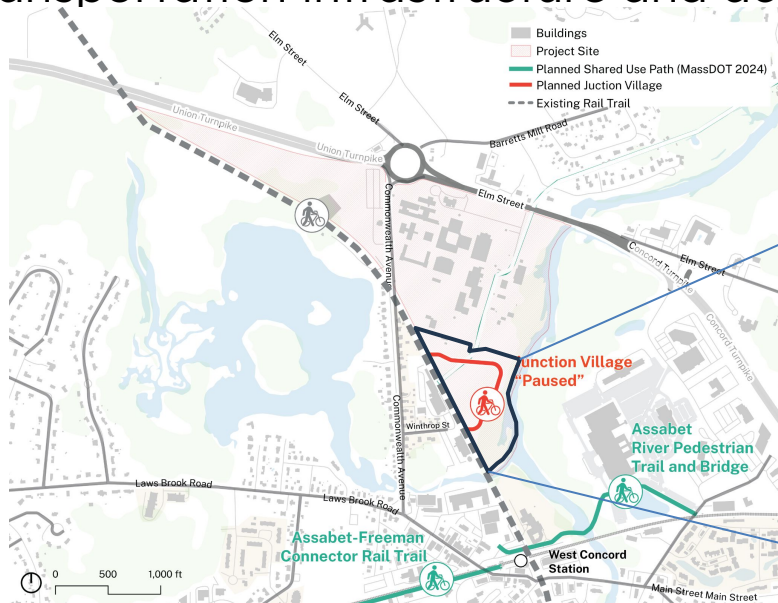 Buildings
Project Site
Planned Shared Use Path (MassDOT 2024)
Planned Juction Village
Existing Rail Trail
Elm Street
Elm Street
Union Turnpike
Union Turnpike
Barretts Mill Road
Elm Street
Commonwealth Avenue
Concord Turnpike
Elm Street
Concord Turnpike
unction Village
“Paused”
Commonwealth Avenue
Winthrop St
Assabet
River Pedestrian
Trail and Bridge
Laws Brook Road
Laws Brook Road
Assabet-Freeman
Connector Rail Trail
West Concord
Station
Main Street Main Street
0 500 1,000 ft